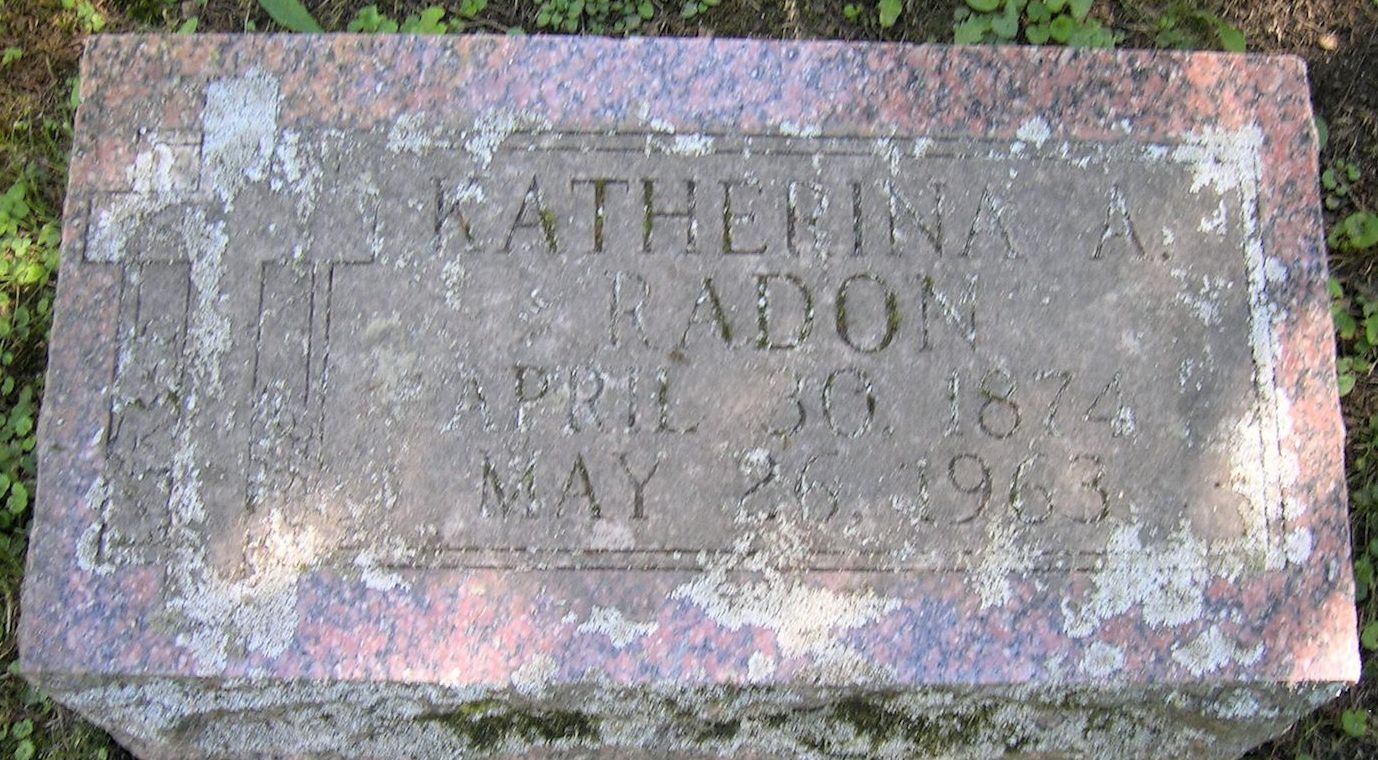 KATHERINA A.
RADON
APRIL 30, 1874
MAY 26, 1963